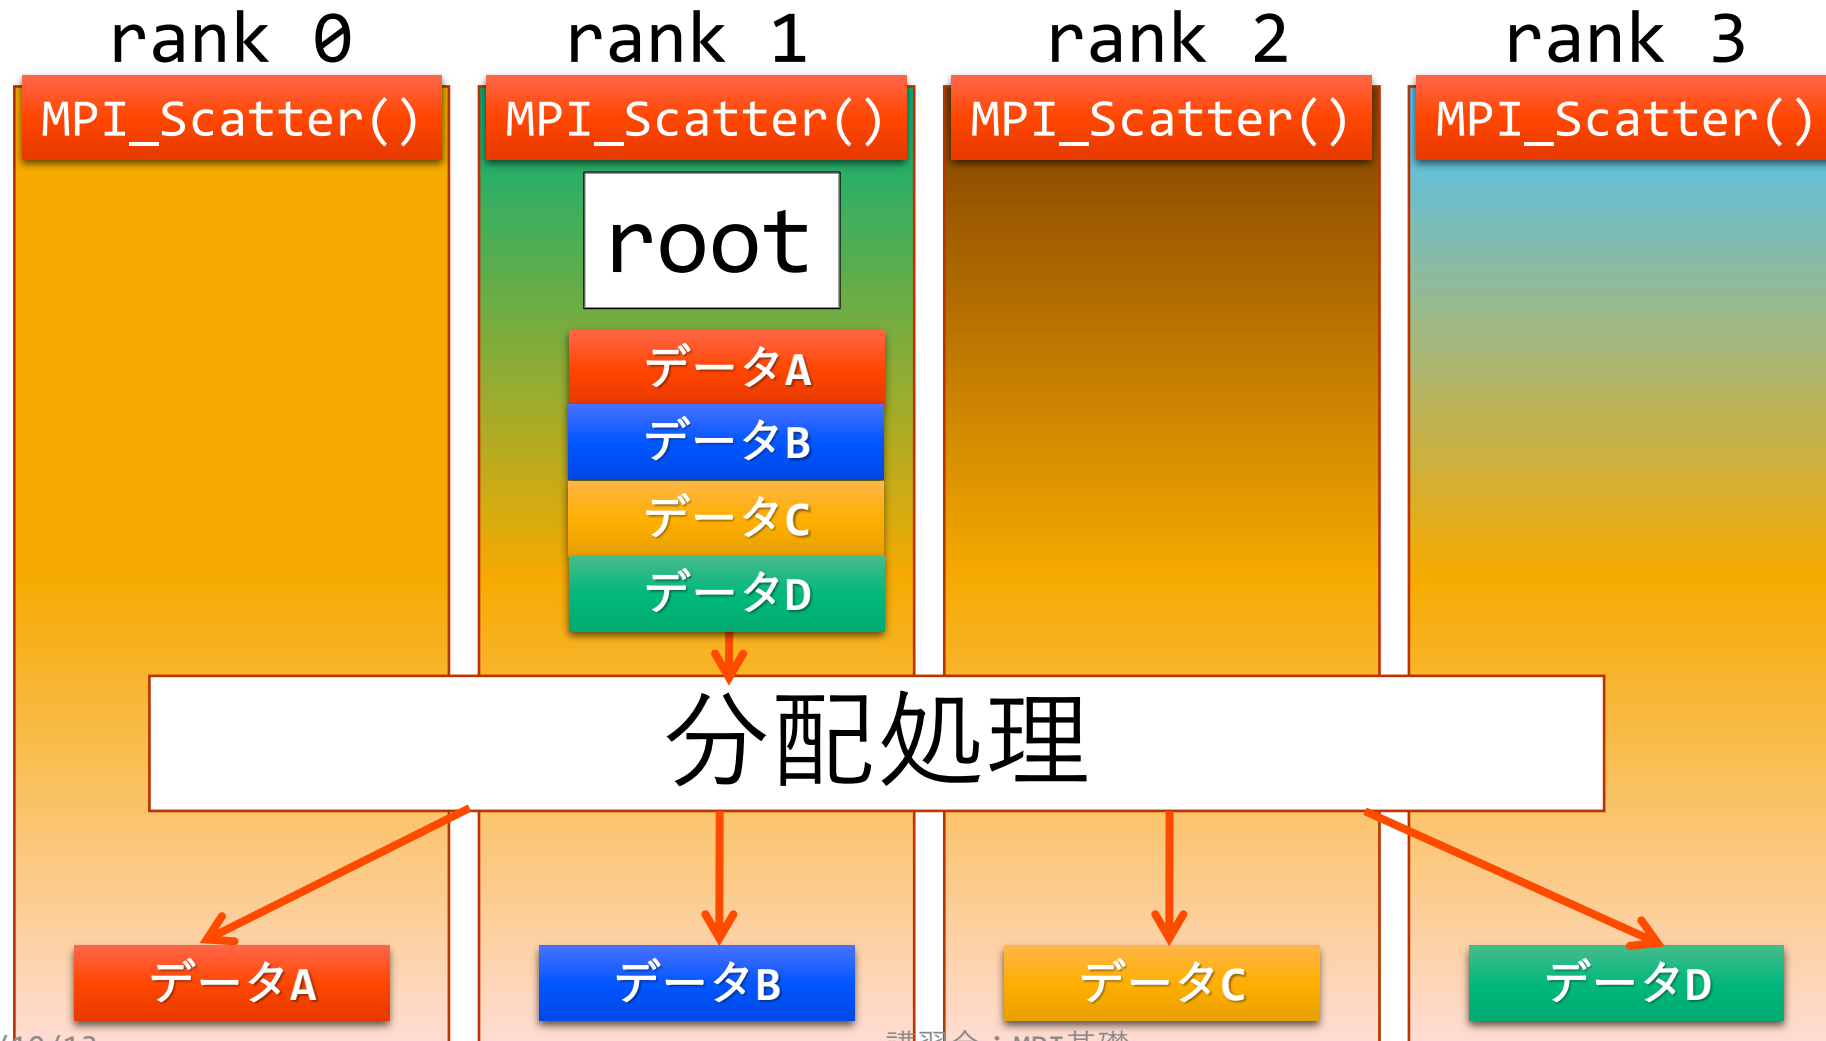 rank 0 rank 1 rank 2 rank 3
MPI_Scatter() MPI_Scatter() MPI_Scatter() MPI_Scatter()
root
データA
データB
データC
データD
分配処理
データA データB データC データD